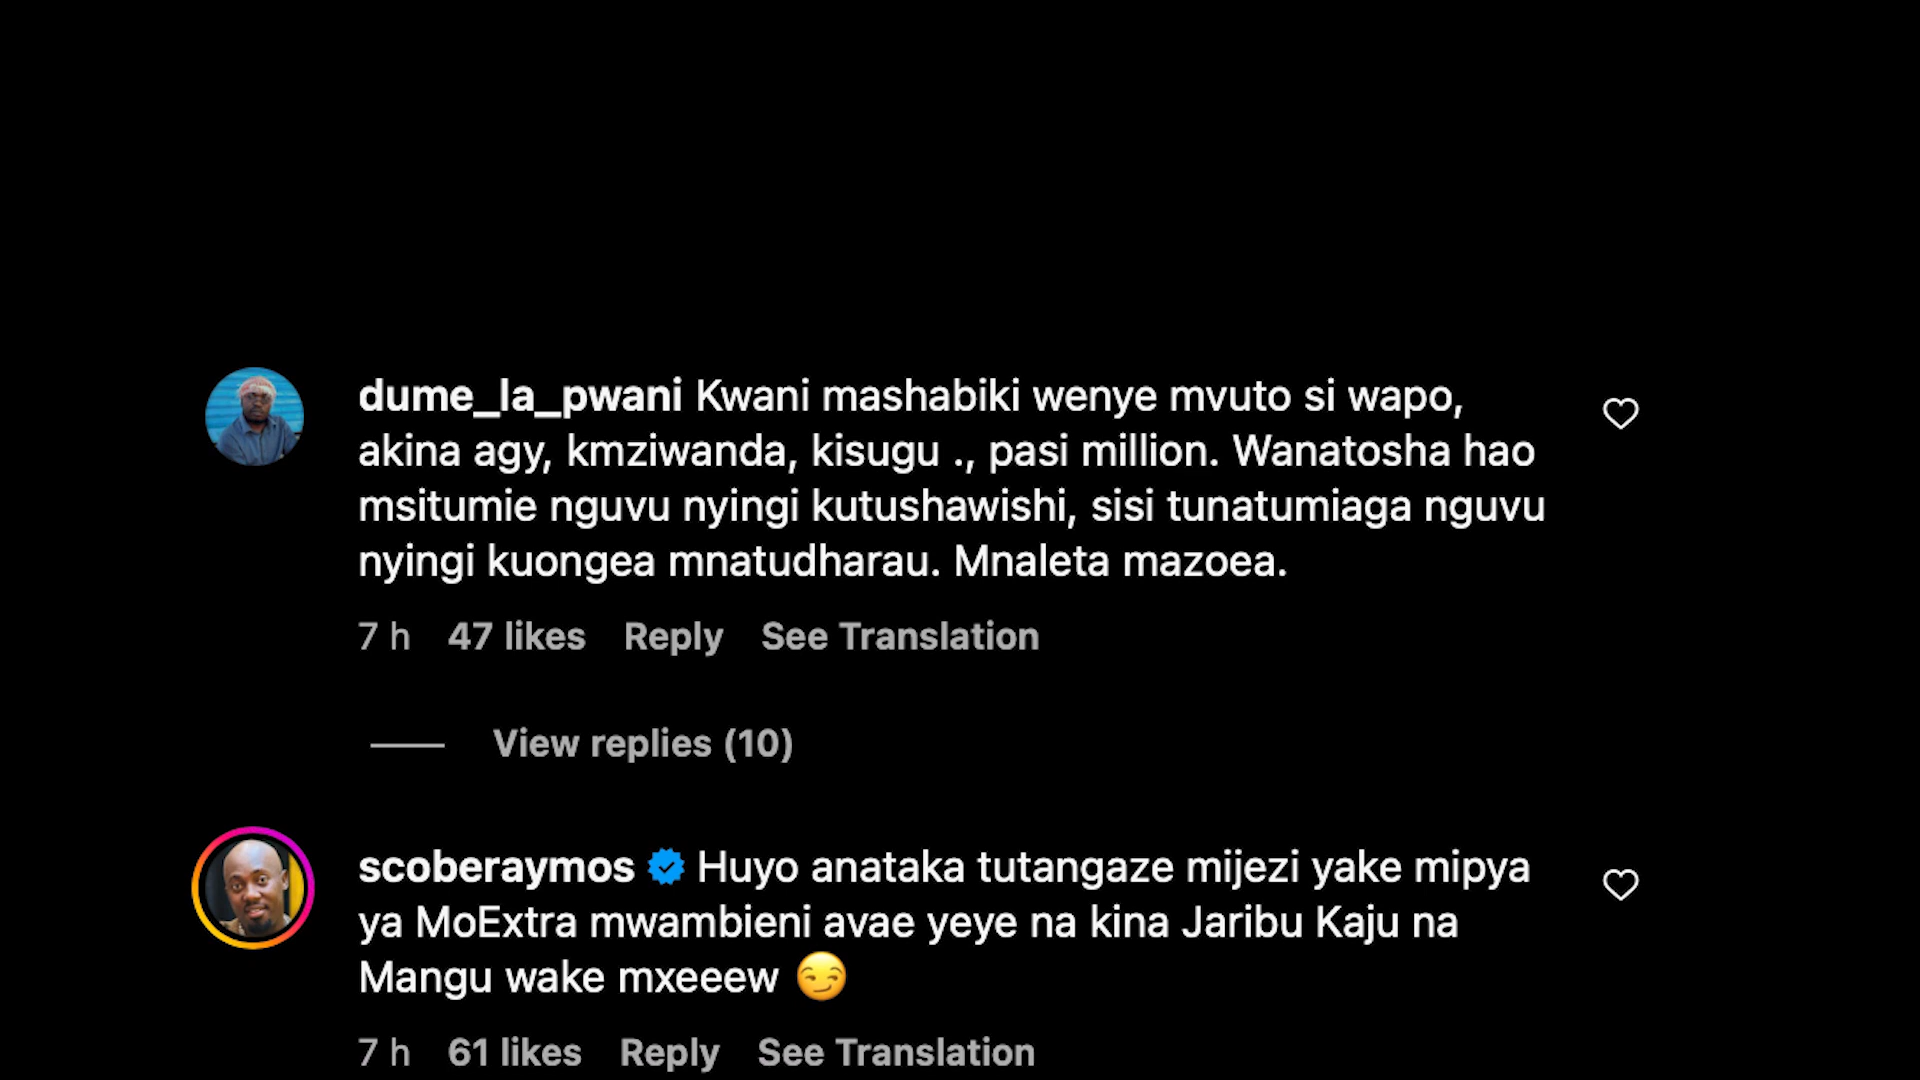 dume_la_pwani Kwani mashabiki wenye mvuto si wapo,
akina agy, kmziwanda, kisugu ., pasi million. Wanatosha hao
msitumie nguvu nyingi kutushawishi, sisi tunatumiaga nguvu
nyingi kuongea mnatudharau. Mnaleta mazoea.
7 h 47 likes Reply See Translation
View replies (10)
scoberaymos Huyo anataka tutangaze mijezi yake mipya
ya MoExtra mwambieni avae yeye na kina Jaribu Kaju na
Mangu wake mxeeew 😏
7 h 61 likes Reply See Translation